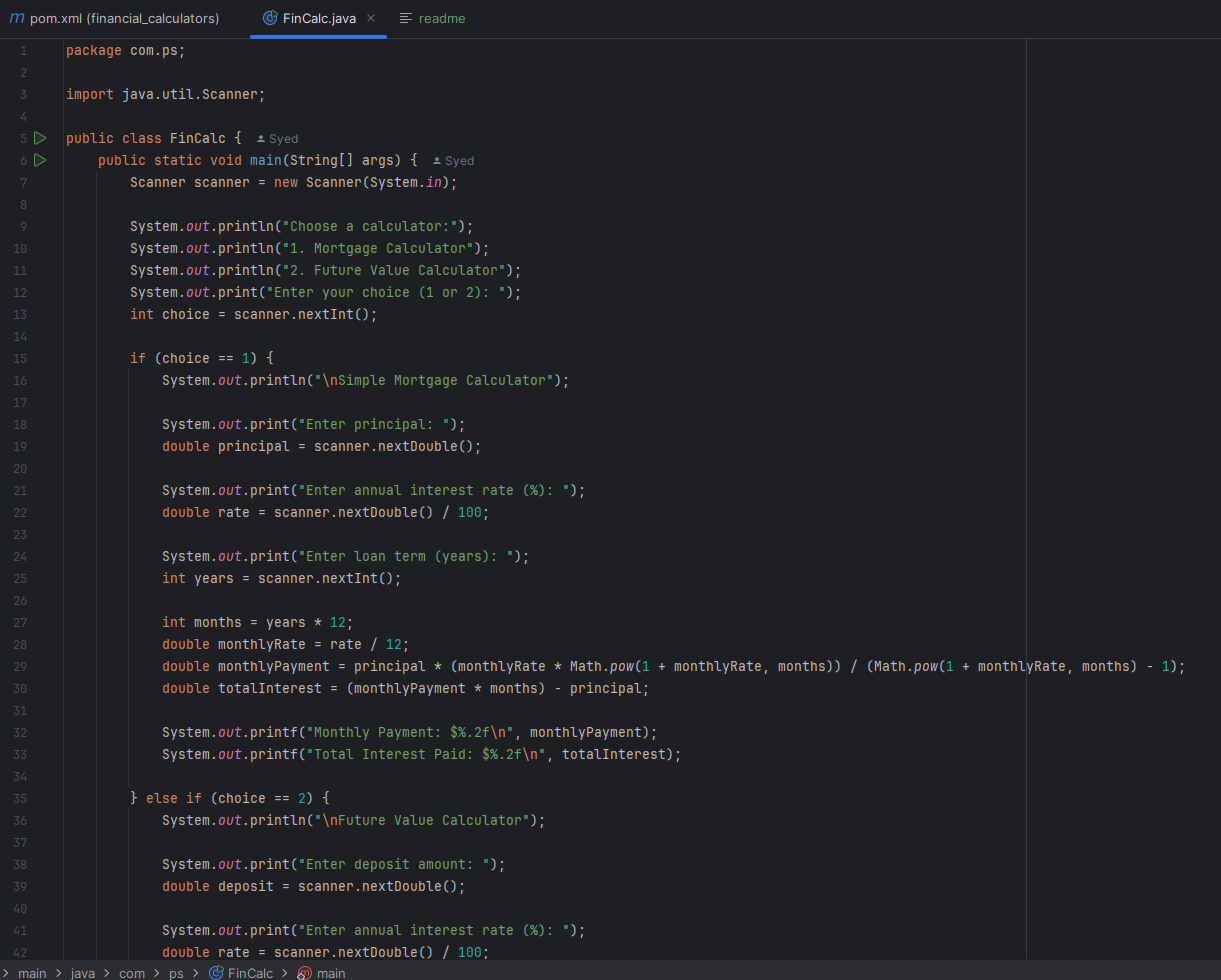 pom.xml (financial_calculators) FinCalc.java readme
1 package com.ps;
2
3 import java.util.Scanner;
4
5 public class FinCalc { Syed
6     public static void main(String[] args) { Syed
7         Scanner scanner = new Scanner(System.in);
8
9         System.out.println("Choose a calculator:");
10         System.out.println("1. Mortgage Calculator");
11         System.out.println("2. Future Value Calculator");
12         System.out.print("Enter your choice (1 or 2): ");
13         int choice = scanner.nextInt();
14
15         if (choice == 1) {
16             System.out.println("\nSimple Mortgage Calculator");
17
18             System.out.print("Enter principal: ");
19             double principal = scanner.nextDouble();
20
21             System.out.print("Enter annual interest rate (%): ");
22             double rate = scanner.nextDouble() / 100;
23
24             System.out.print("Enter loan term (years): ");
25             int years = scanner.nextInt();
26
27             int months = years * 12;
28             double monthlyRate = rate / 12;
29             double monthlyPayment = principal * (monthlyRate * Math.pow(1 + monthlyRate, months)) / (Math.pow(1 + monthlyRate, months) - 1);
30             double totalInterest = (monthlyPayment * months) - principal;
31
32             System.out.printf("Monthly Payment: $%.2f\n", monthlyPayment);
33             System.out.printf("Total Interest Paid: $%.2f\n", totalInterest);
34
35         } else if (choice == 2) {
36             System.out.println("\nFuture Value Calculator");
37
38             System.out.print("Enter deposit amount: ");
39             double deposit = scanner.nextDouble();
40
41             System.out.print("Enter annual interest rate (%): ");
42             double rate = scanner.nextDouble() / 100;
> main > java > com > ps > FinCalc > main